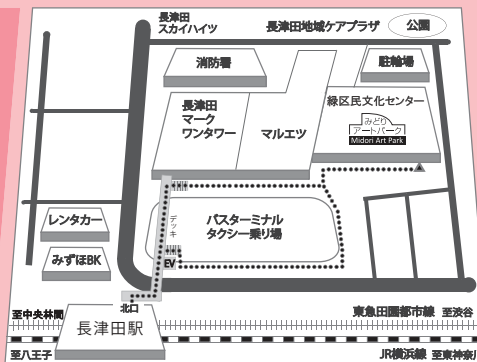 長津田
スカイハイツ
長津田地域ケアプラザ
公園
消防署
駐輪場
長津田
マーク
ワンタワー
マルエツ
緑区民文化センター
みどり
アートパーク
Midori Art Park
デッキ
バスターミナル
タクシー乗り場
レンタカー
みずほBK
EV
北口
長津田駅
至中央林間
東急田園都市線 至渋谷
至八王子
JR横浜線 至東神奈川